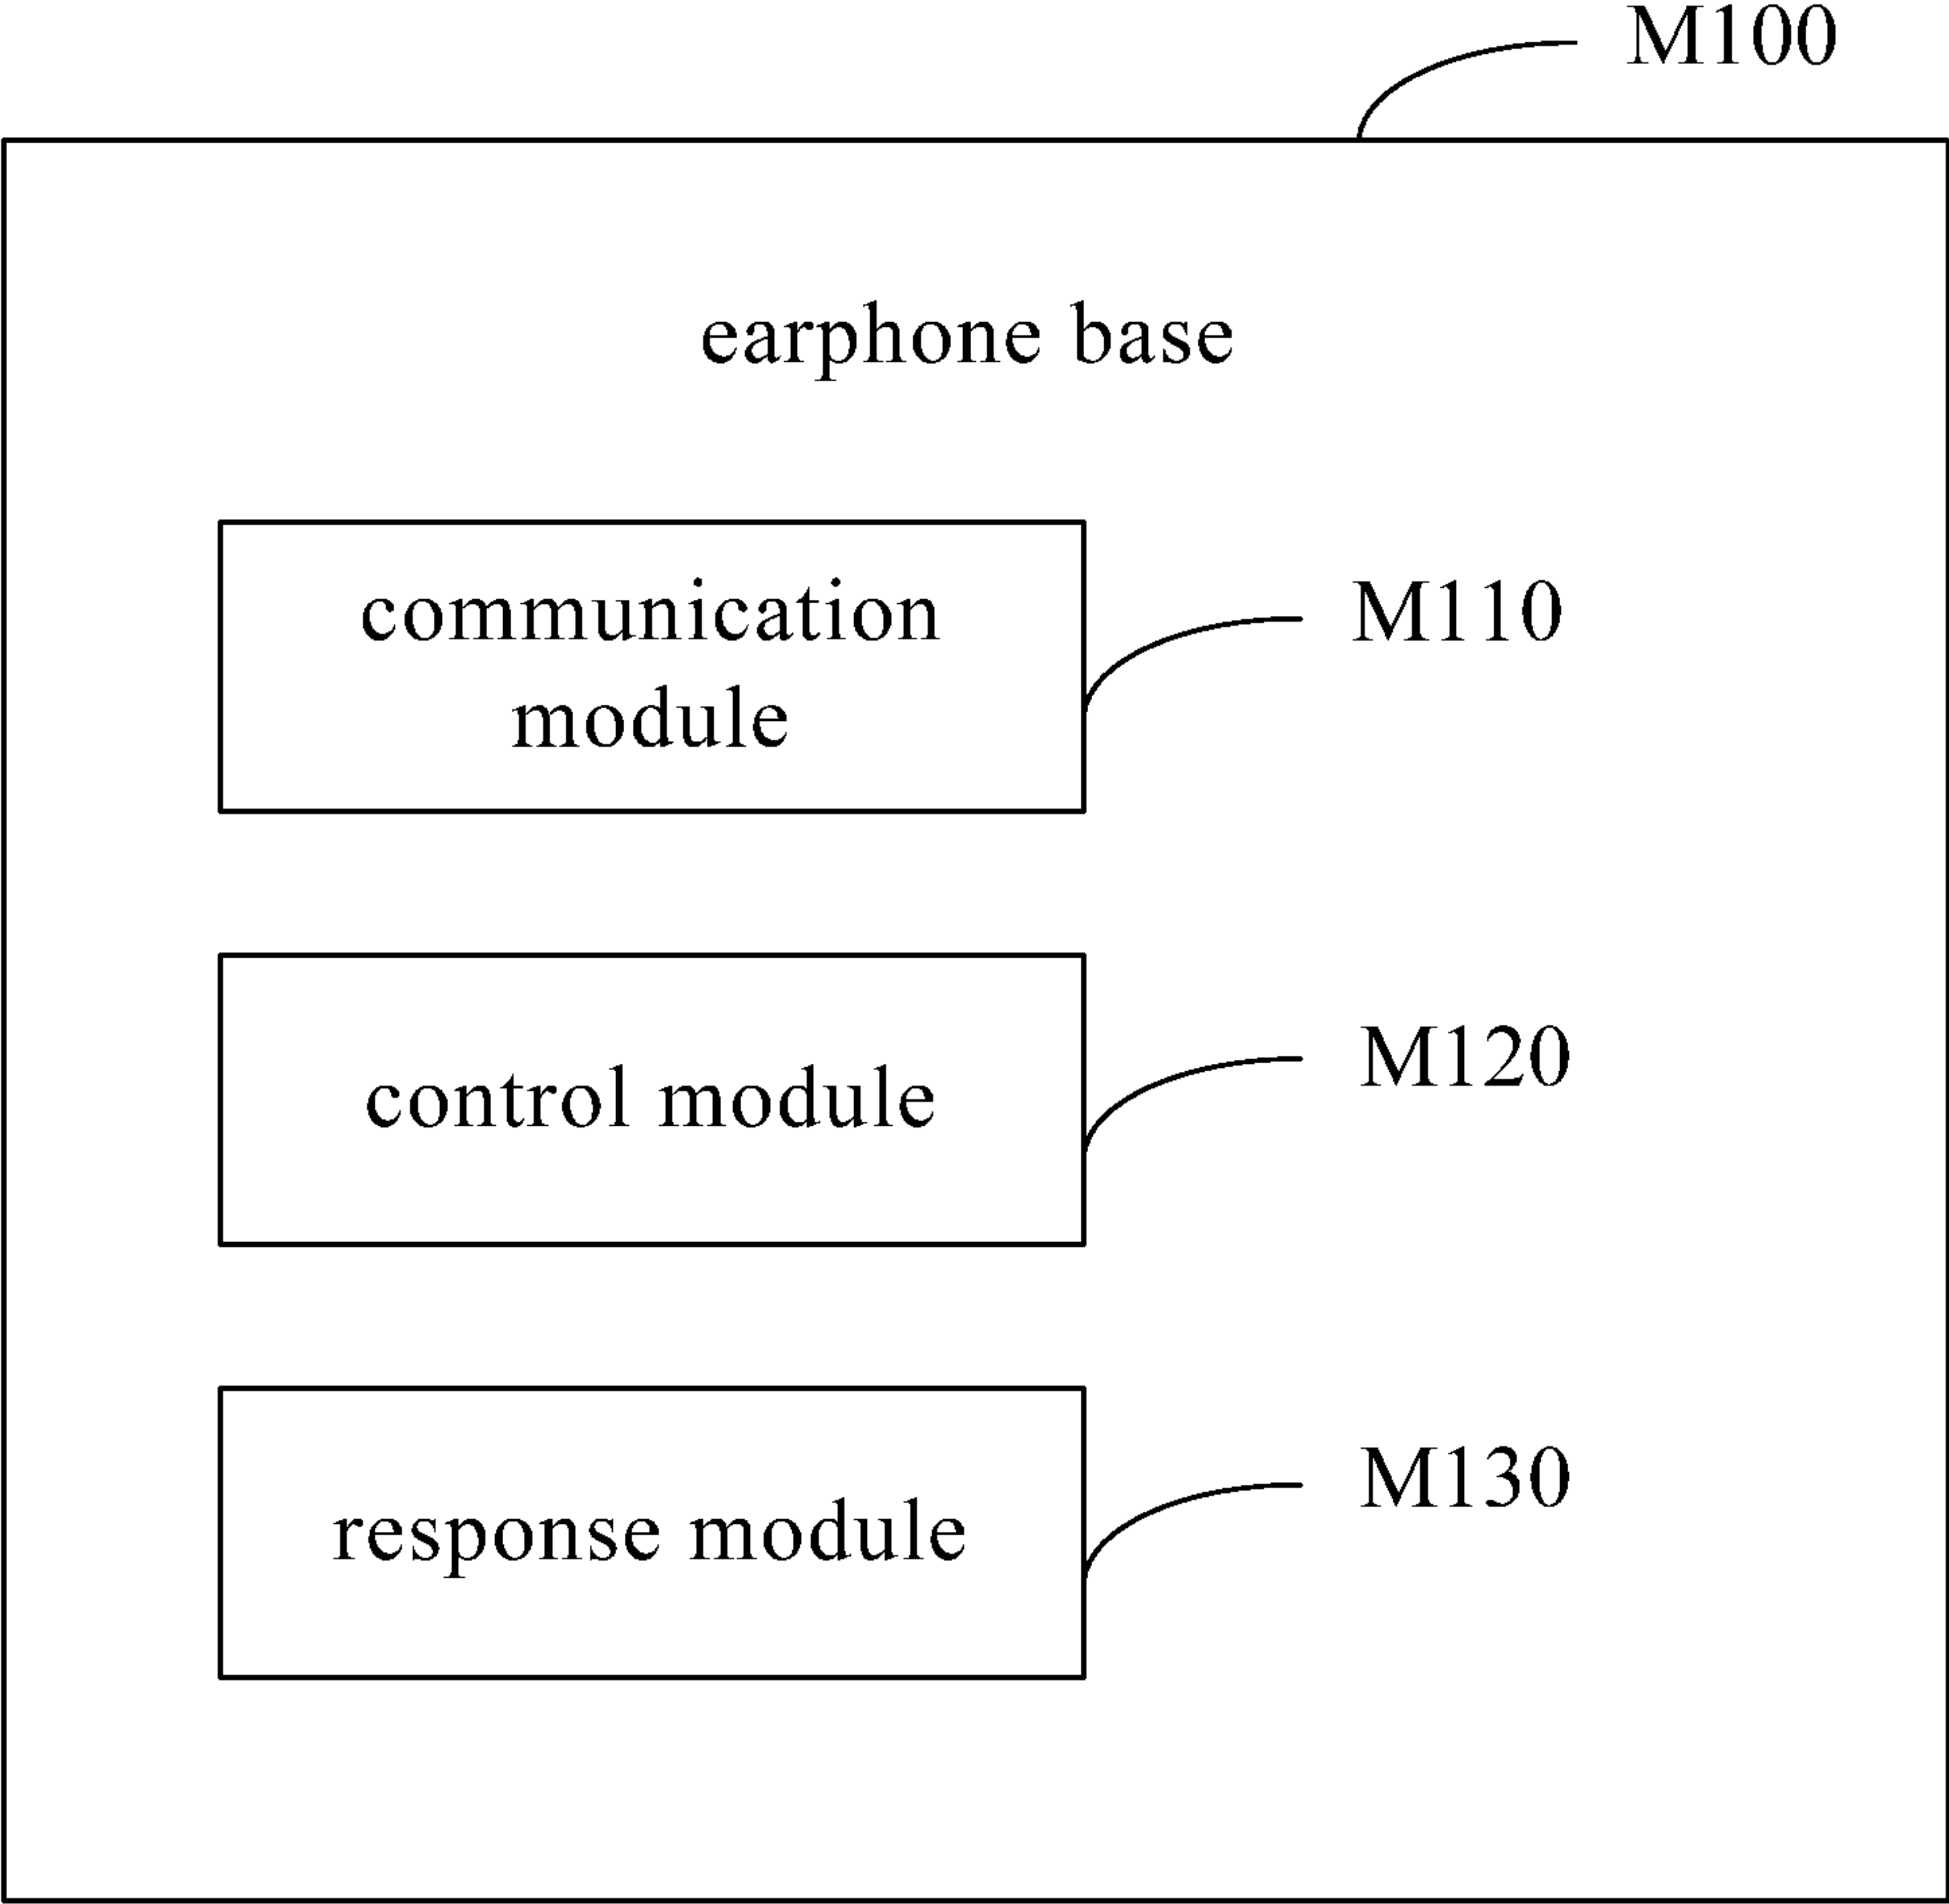 M100
earphone base
communication
module
M110
control module
M120
response module
M130